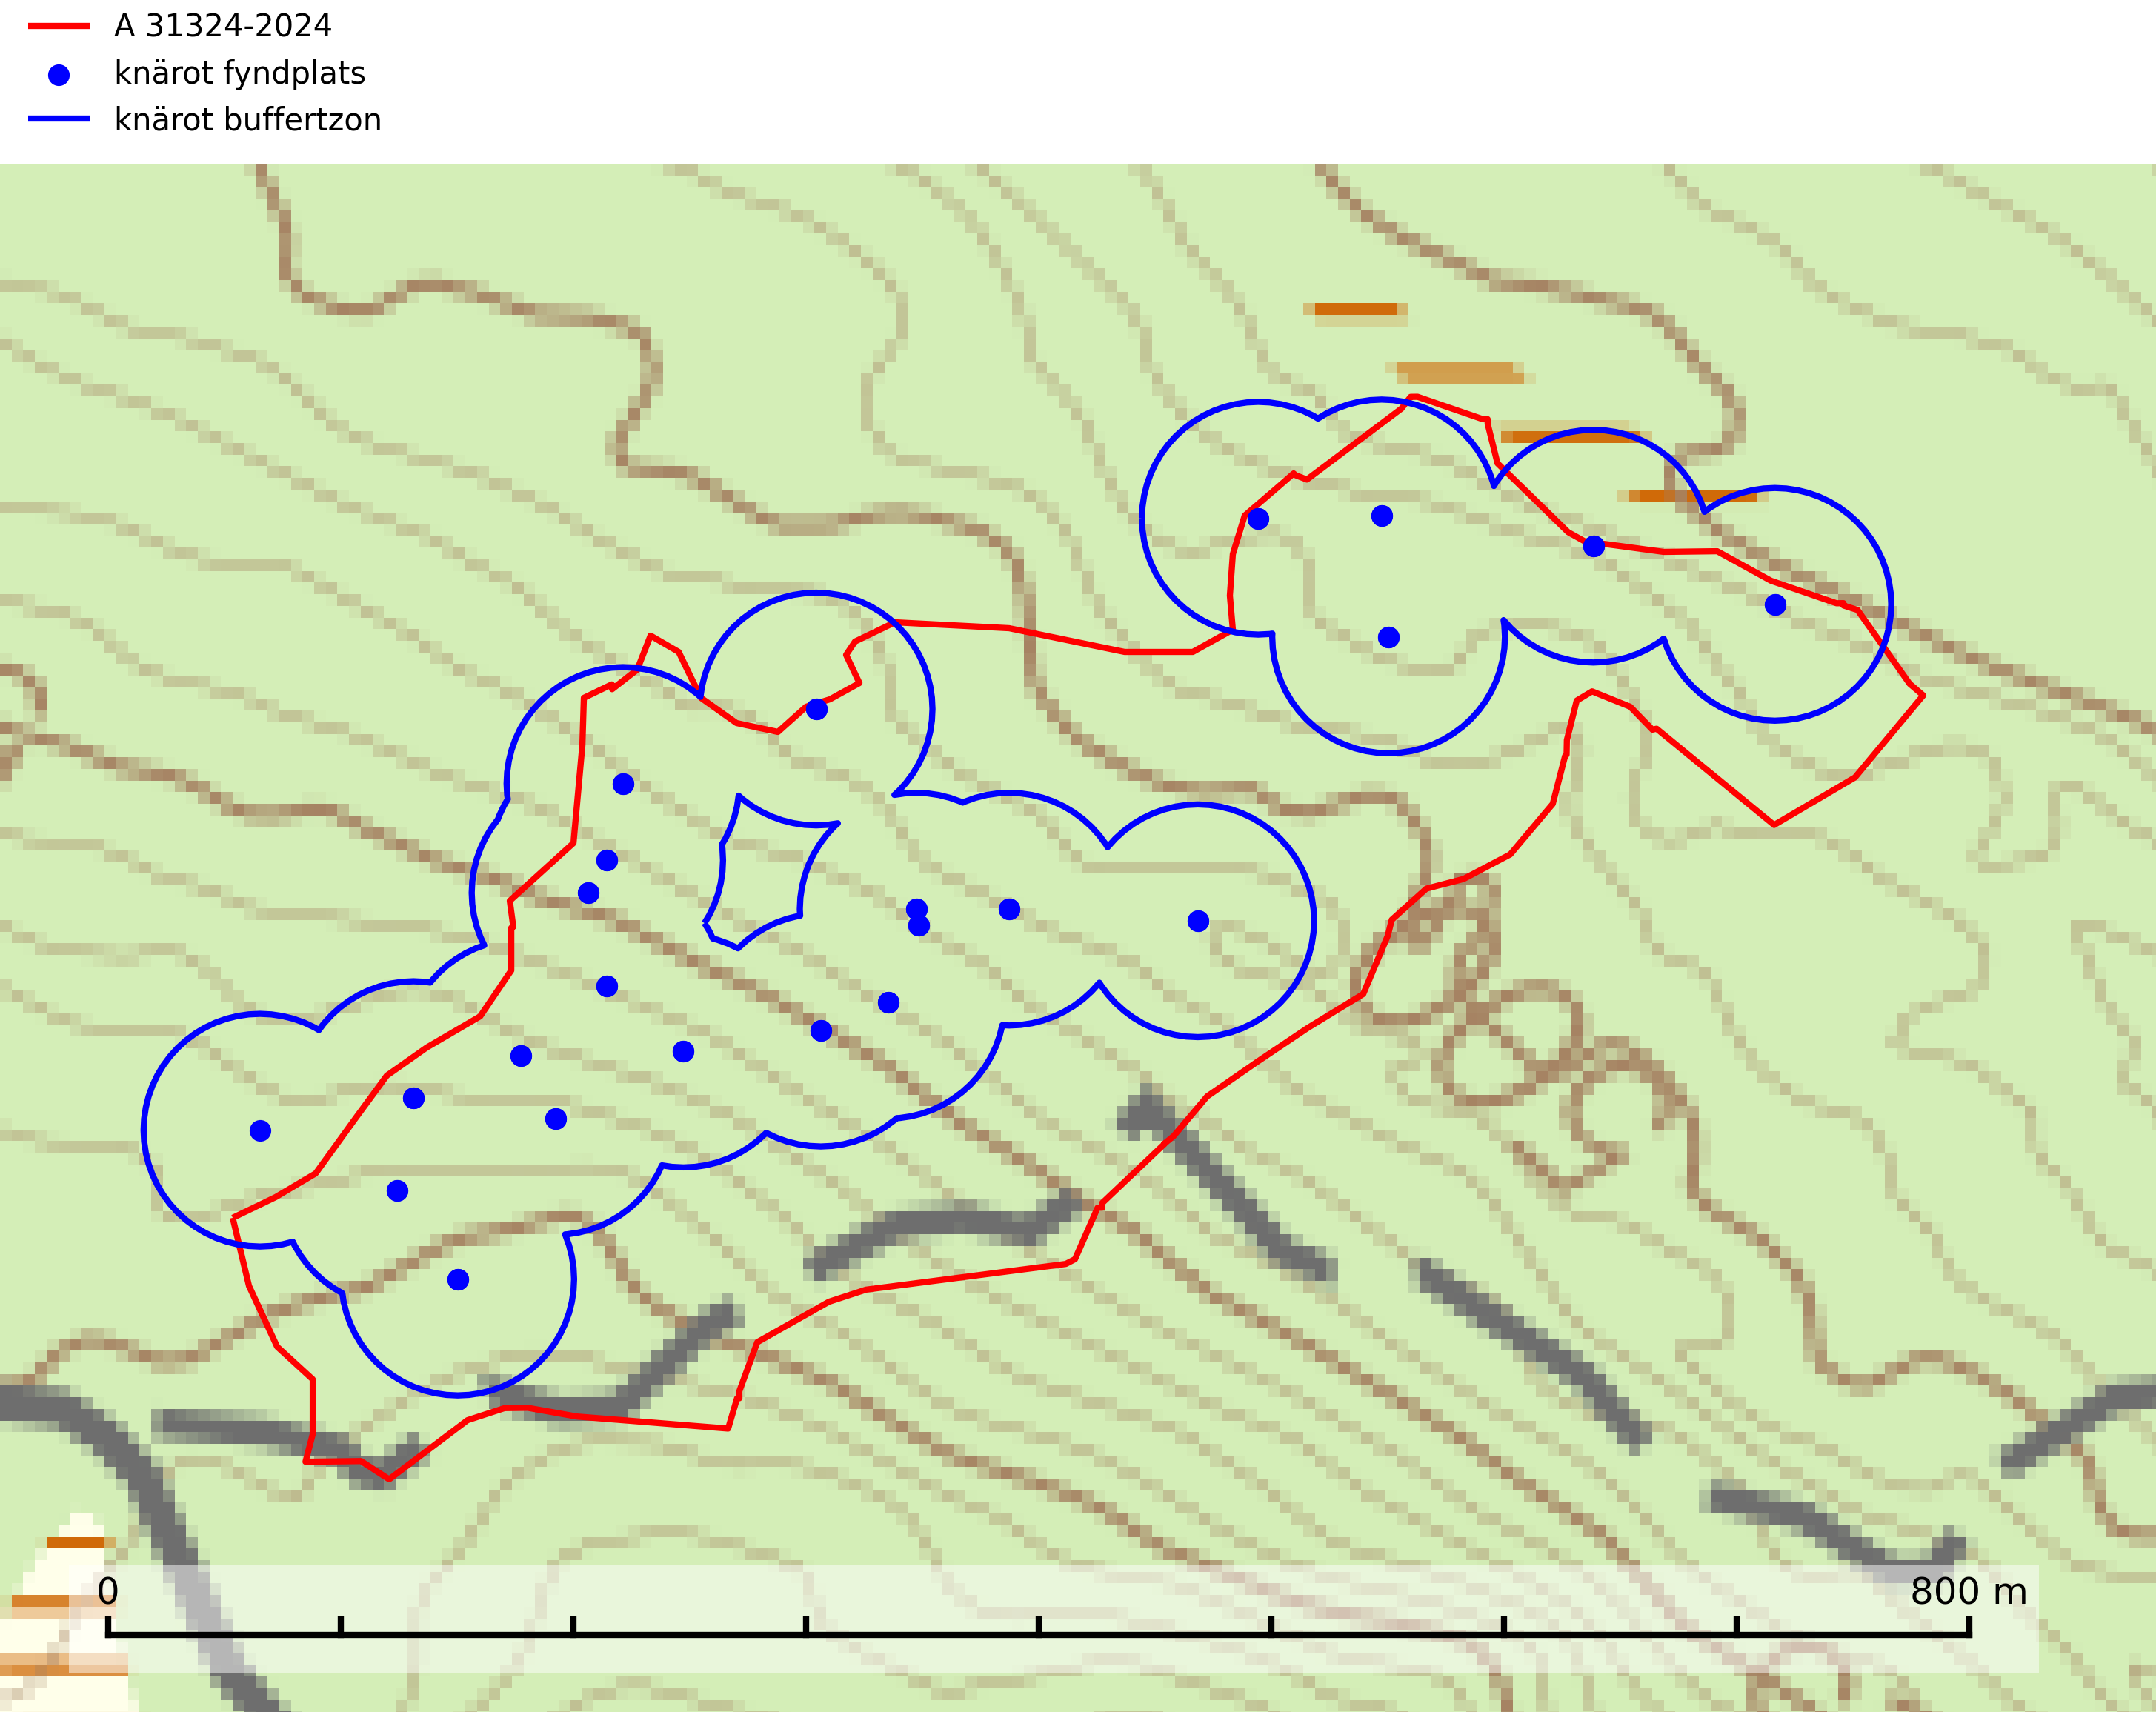 A 31324-2024
knärot fyndplats
knärot buffertzon
0
800 m